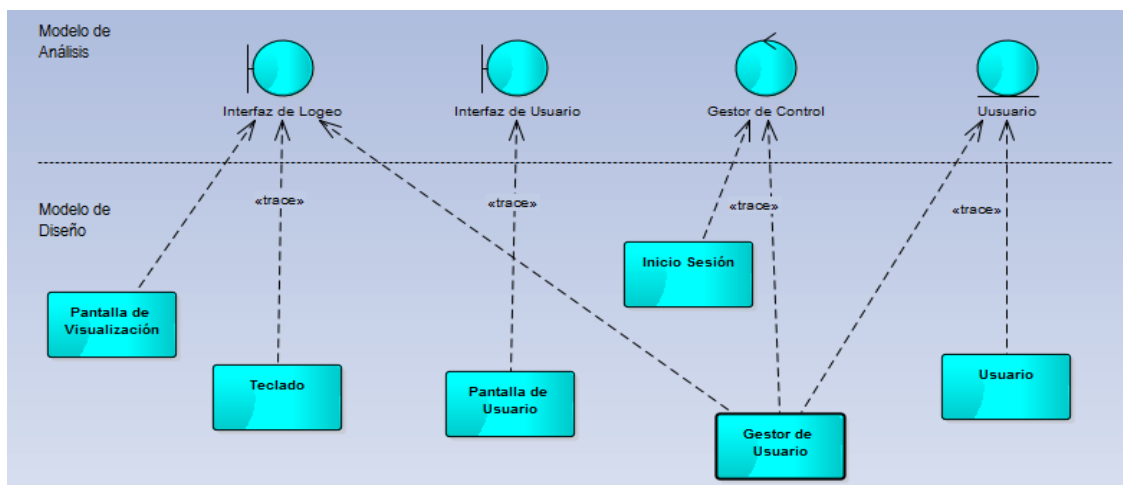 Modelo de
Análisis
Interfaz de Logeo
Interfaz de Usuario
Gestor de Control
Uusuario
«trace»
«trace»
«trace»
«trace»
Modelo de
Diseño
Inicio Sesión
Pantalla de
Visualización
Teclado
Pantalla de
Usuario
Usuario
Gestor de
Usuario